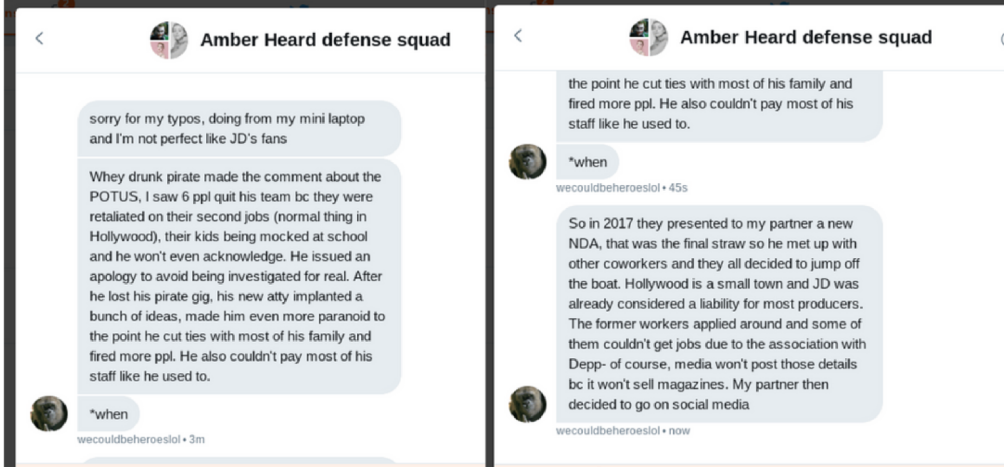 Amber Heard defense squad
sorry for my typos, doing from my mini laptop
and I'm not perfect like JD's fans
Whey drunk pirate made the comment about the
POTUS, I saw 6 ppl quit his team bc they were
retaliated on their second jobs (normal thing in
Hollywood), their kids being mocked at school
and he won't even acknowledge. He issued an
apology to avoid being investigated for real. After
he lost his pirate gig, his new atty implanted a
bunch of ideas, made him even more paranoid to
the point he cut ties with most of his family and
fired more ppl. He also couldn't pay most of his
staff like he used to.
*when
wecouldbeheroeslol • 3m
Amber Heard defense squad
the point he cut ties with most of his family and
fired more ppl. He also couldn't pay most of his
staff like he used to.
*when
wecouldbeheroeslol • 45s
So in 2017 they presented to my partner a new
NDA, that was the final straw so he met up with
other coworkers and they all decided to jump off
the boat. Hollywood is a small town and JD was
already considered a liability for most producers.
The former workers applied around and some of
them couldn't get jobs due to the association with
Depp- of course, media won't post those details
bc it won't sell magazines. My partner then
decided to go on social media
wecouldbeheroeslol • now